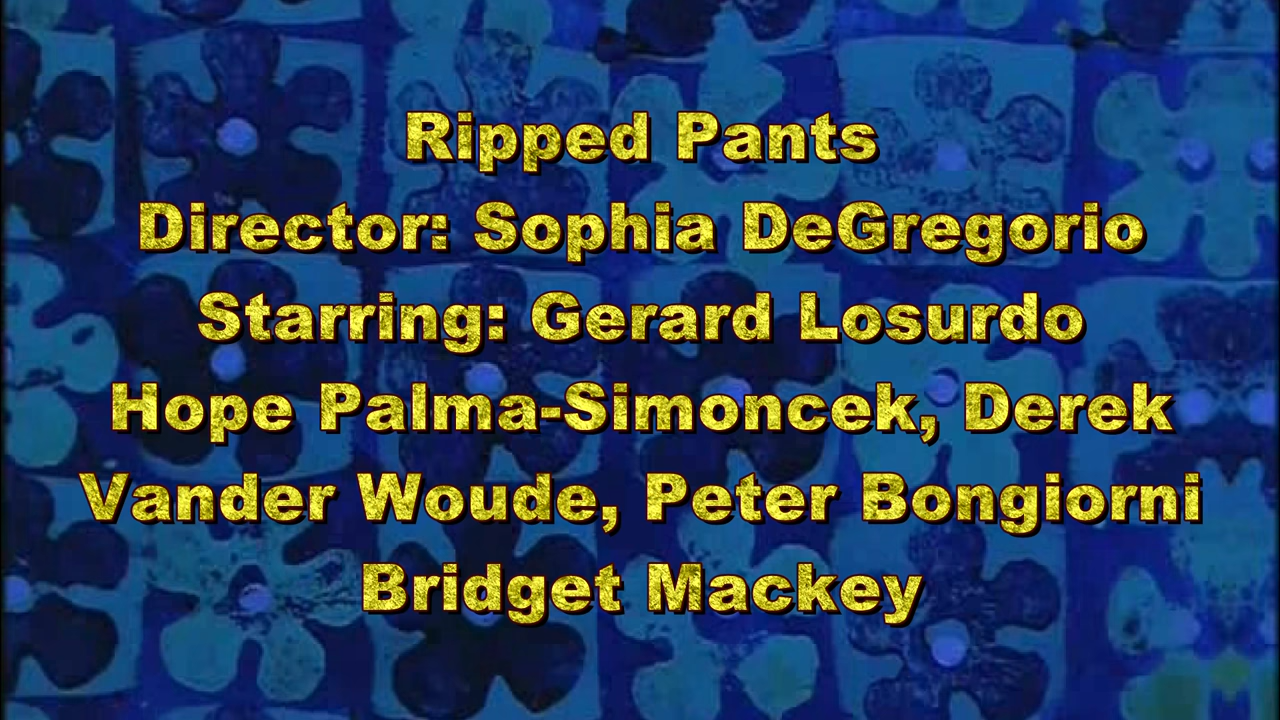 Ripped Pants
Director: Sophia DeGregorio
Starring: Gerard Losurdo
Hope Palma-Simoncek, Derek
Vander Woude, Peter Bongiorni
Bridget Mackey